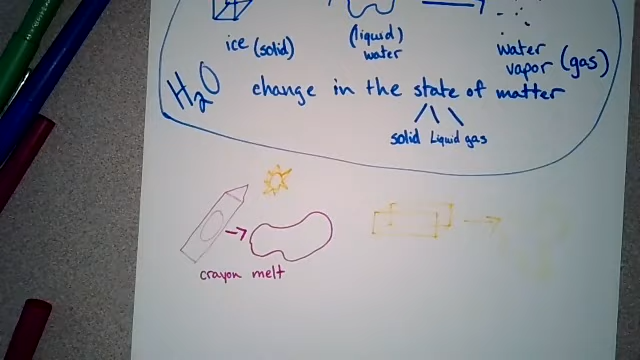 ice (solid)
(liquid)
water
water
vapor (gas)
H2O
change in the state of matter
solid Liquid gas
crayon melt